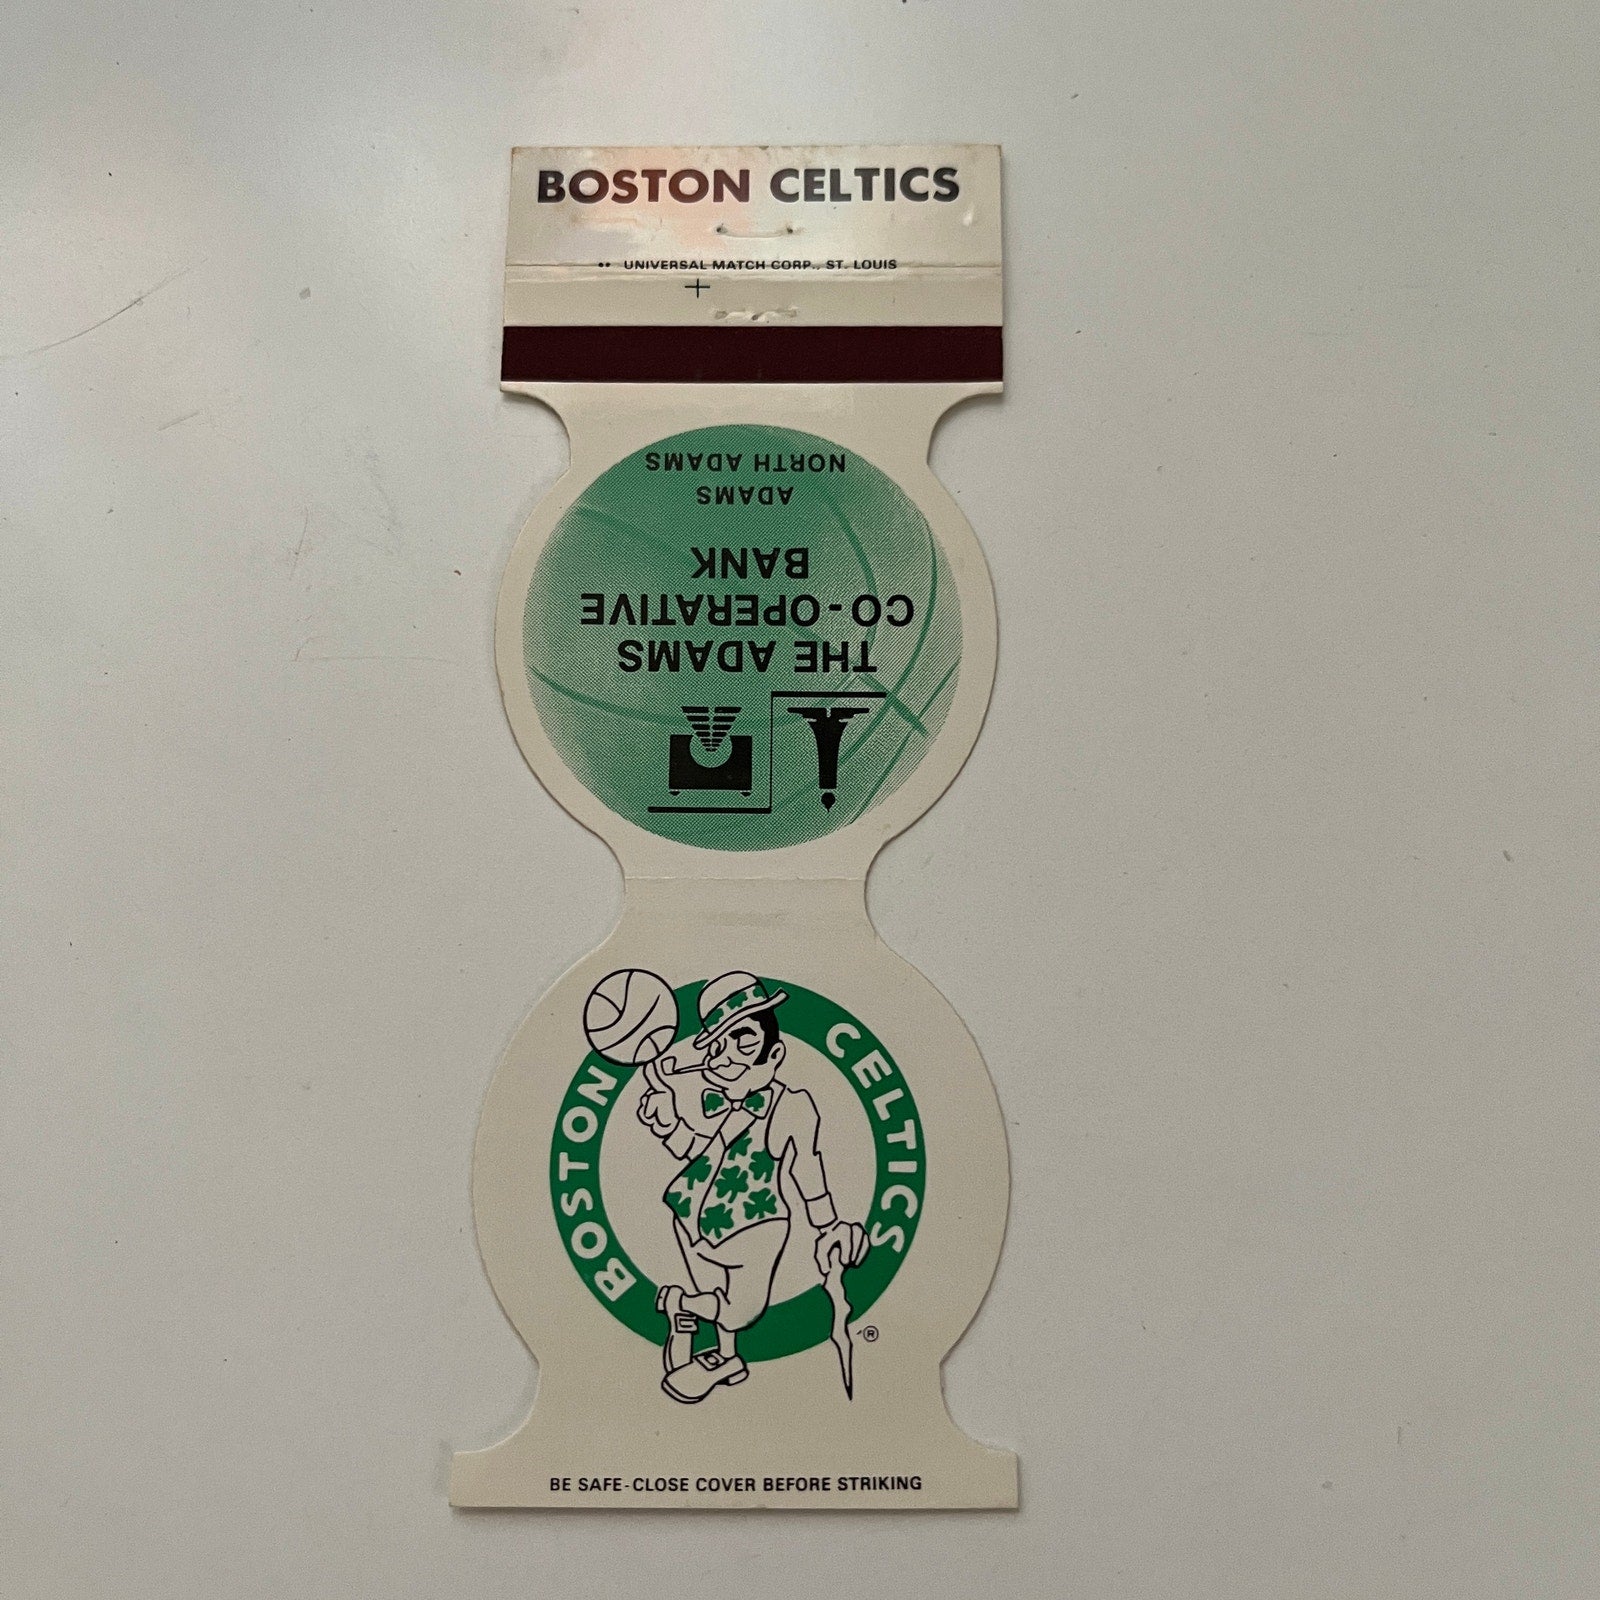 BOSTON CELTICS
•• UNIVERSAL MATCH CORP., ST. LOUIS
THE ADAMS
CO-OPERATIVE
BANK
ADAMS
NORTH ADAMS
BOSTON CELTICS
®
BE SAFE-CLOSE COVER BEFORE STRIKING